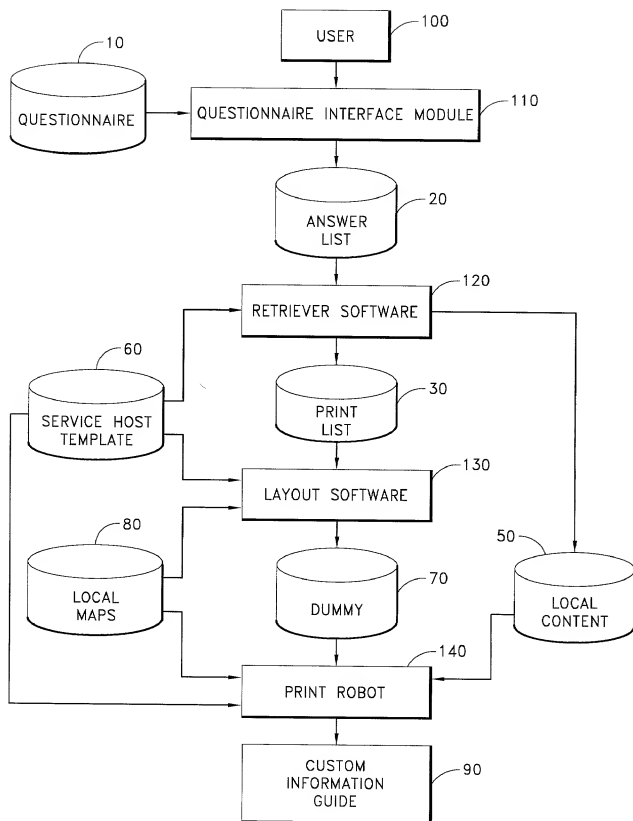 100
USER
10
QUESTIONNAIRE
QUESTIONNAIRE INTERFACE MODULE
110
20
ANSWER
LIST
120
RETRIEVER SOFTWARE
60
SERVICE HOST
TEMPLATE
30
PRINT
LIST
130
LAYOUT SOFTWARE
80
LOCAL
MAPS
70
DUMMY
50
LOCAL
CONTENT
140
PRINT ROBOT
CUSTOM
INFORMATION
GUIDE
90